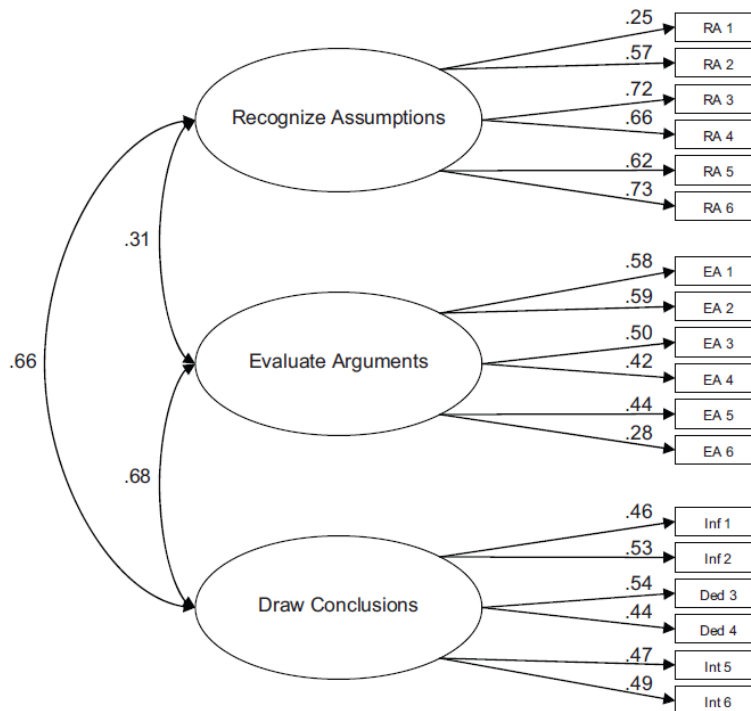 .25
RA 1
.57
RA 2
.72
RA 3
Recognize Assumptions
.66
RA 4
.62
RA 5
.73
RA 6
.31
.58
EA 1
.59
EA 2
.50
EA 3
.66
Evaluate Arguments
.42
EA 4
.44
EA 5
.28
EA 6
.68
.46
Inf 1
.53
Inf 2
.54
Ded 3
Draw Conclusions
.44
Ded 4
.47
Int 5
.49
Int 6